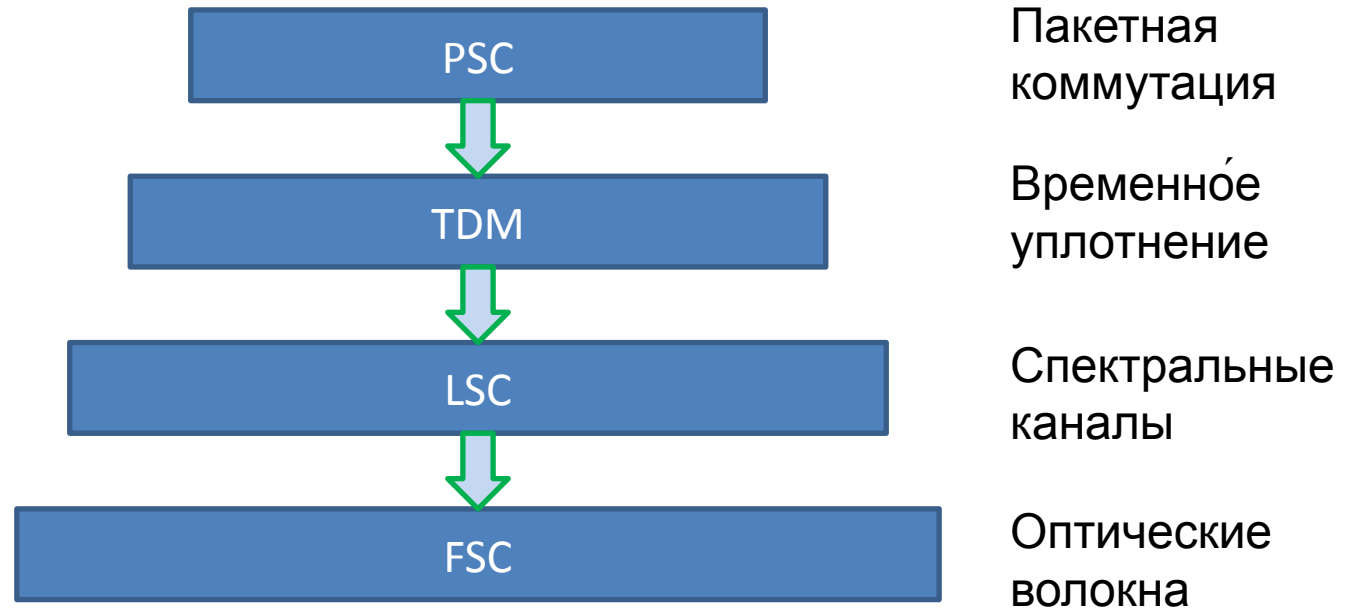 PSC
Пакетная
коммутация
TDM
Временно́е
уплотнение
LSC
Спектральные
каналы
FSC
Оптические
волокна